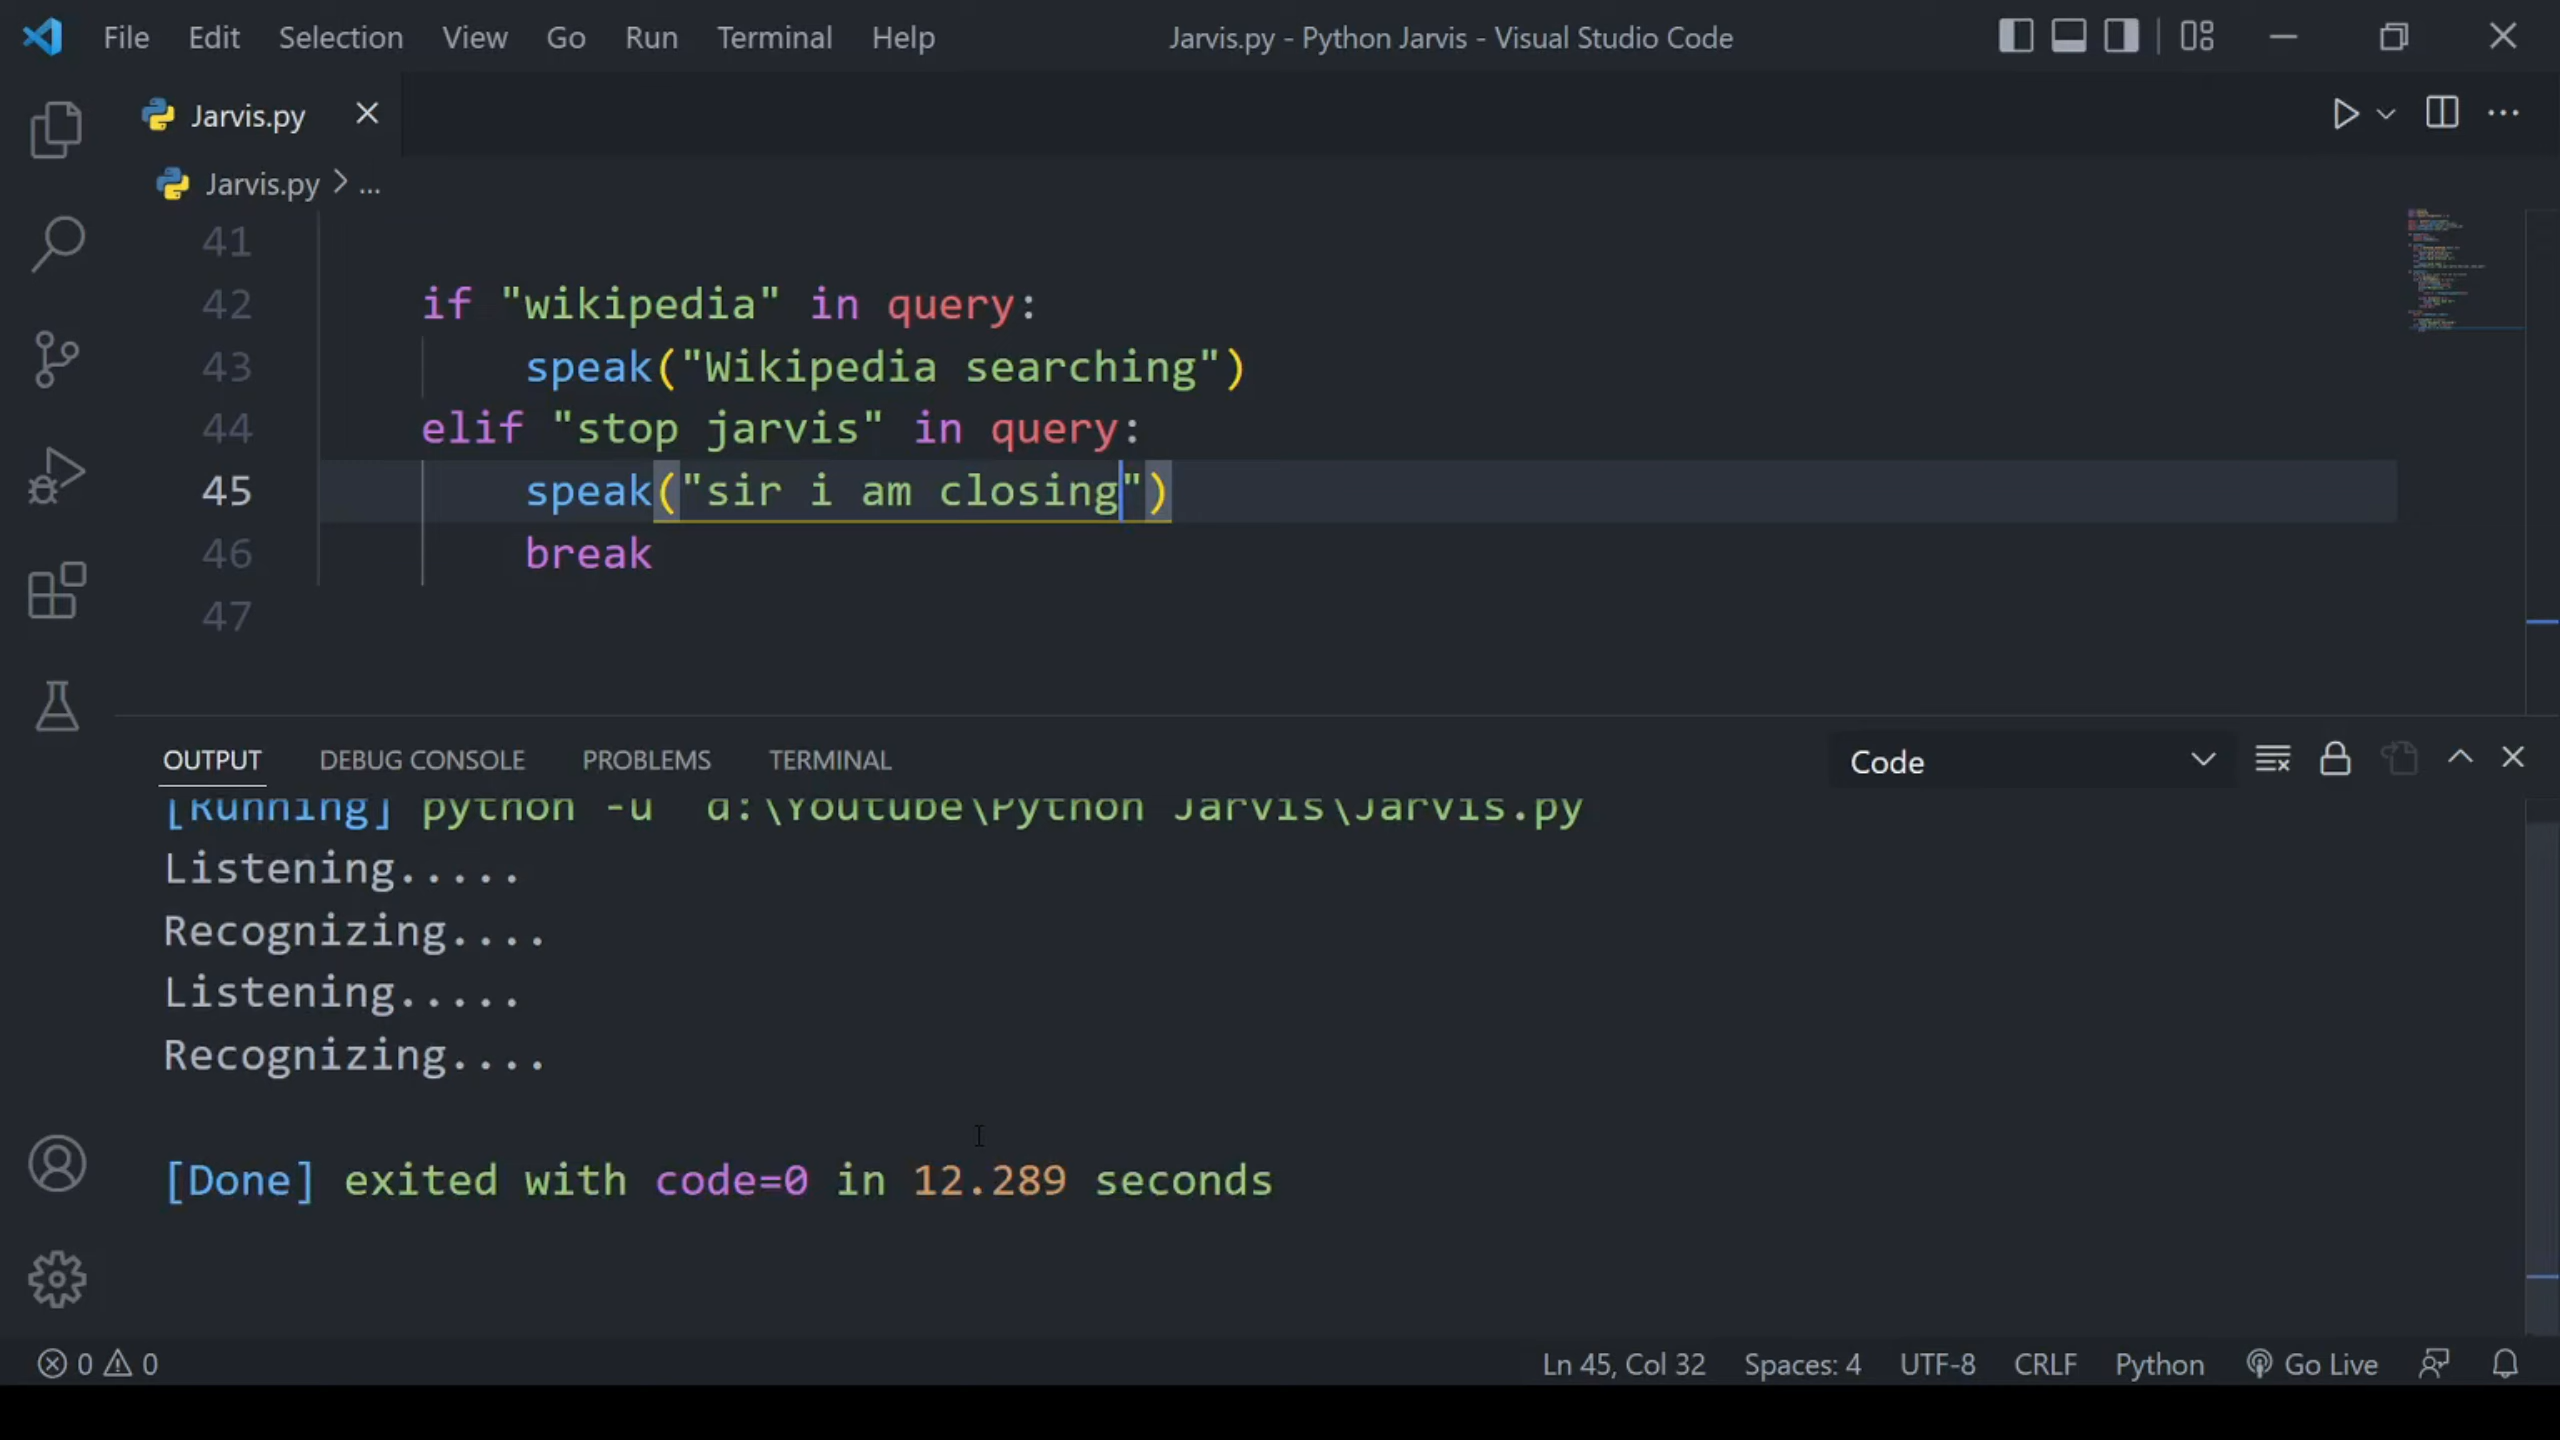 File Edit Selection View Go Run Terminal Help Jarvis.py - Python Jarvis - Visual Studio Code
Jarvis.py
Jarvis.py > ...
41
42 if "wikipedia" in query:
43 speak("Wikipedia searching")
44 elif "stop jarvis" in query:
45 speak("sir i am closing")
46 break
47
OUTPUT DEBUG CONSOLE PROBLEMS TERMINAL Code
[Running] python -u d:\Youtube\Python Jarvis\Jarvis.py
Listening.....
Recognizing....
Listening.....
Recognizing....
[Done] exited with code=0 in 12.289 seconds
0 0 Ln 45, Col 32 Spaces: 4 UTF-8 CRLF Python Go Live